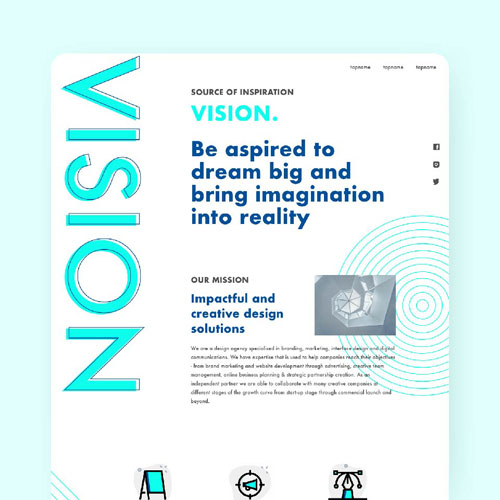 VISION
topname topname topname
SOURCE OF INSPIRATION
VISION.
Be aspired to
dream big and
bring imagination
into reality
OUR MISSION
Impactful and
creative design
solutions
We are a design agency specialised in branding, marketing, interface design and digital
communications. We have expertise that is used to help companies reach their objectives
- from brand marketing and website development through advertising, creative team
management, online business planning & strategic partnership creation. As an
independent partner we are able to collaborate with many creative companies at
different stages of the growth curve from startup stage through commercial launch and
beyond.